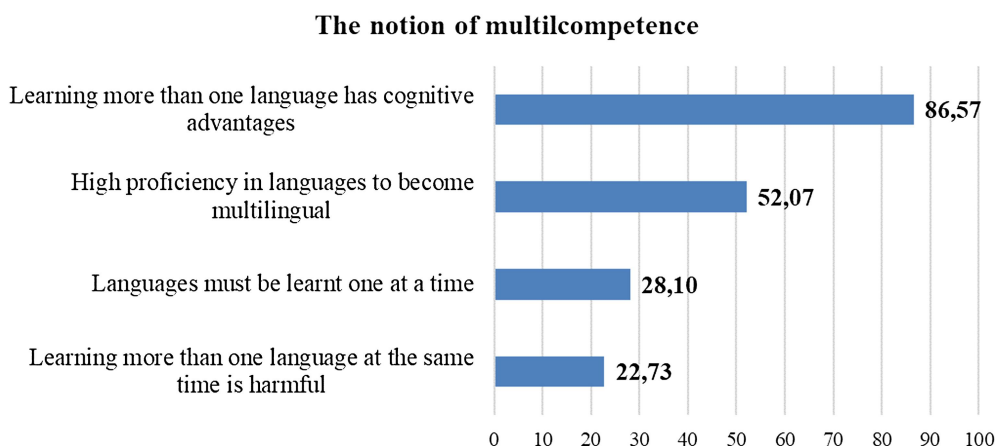 The notion of multilcompetence
Learning more than one language has cognitive
advantages
86,57
High proficiency in languages to become
multilingual
52,07
Languages must be learnt one at a time
28,10
Learning more than one language at the same
time is harmful
22,73
0 10 20 30 40 50 60 70 80 90 100